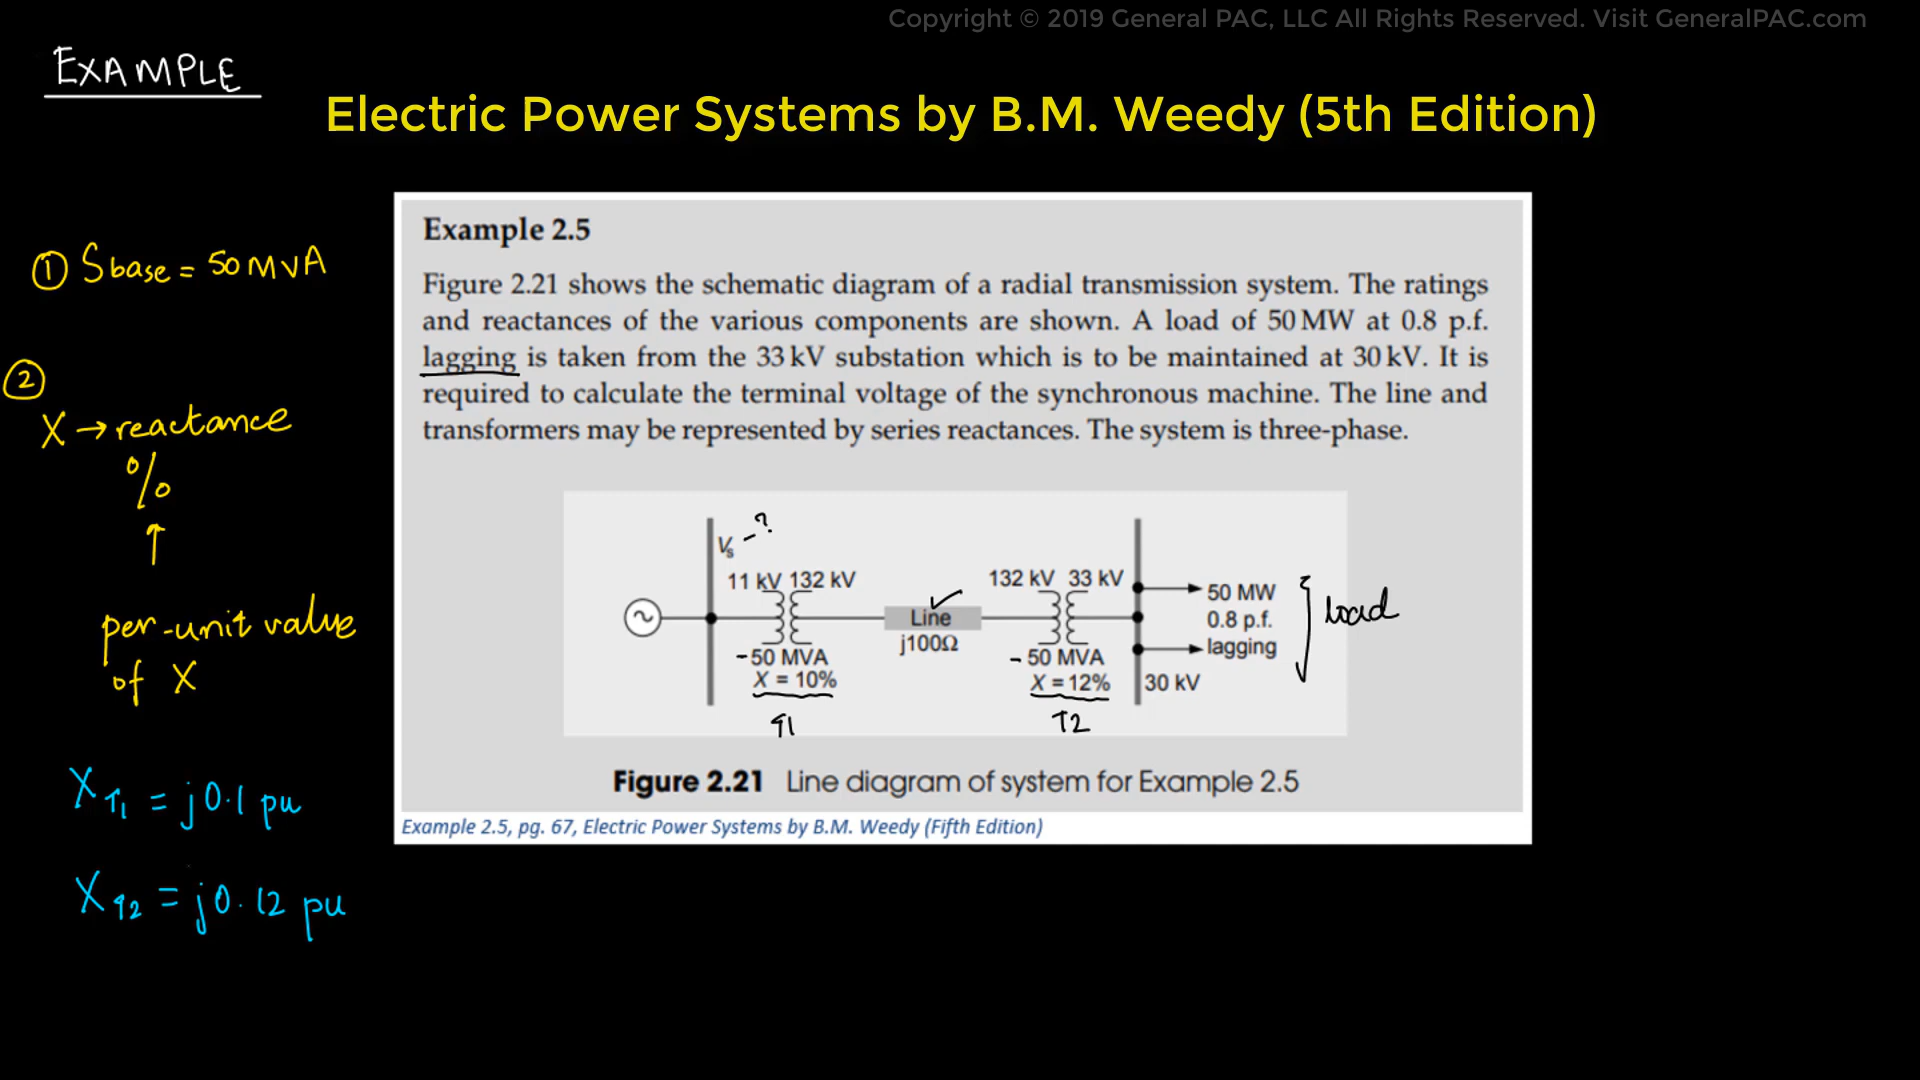 Copyright © 2019 General PAC, LLC All Rights Reserved. Visit GeneralPAC.com
EXAMPLE
Electric Power Systems by B.M. Weedy (5th Edition)
① Sbase = 50 MVA
②
X → reactance
%
↑
per-unit value
of X
X T1 = j0.1 pu
X T2 = j0.12 pu
Example 2.5
Figure 2.21 shows the schematic diagram of a radial transmission system. The ratings
and reactances of the various components are shown. A load of 50 MW at 0.8 p.f.
lagging is taken from the 33 kV substation which is to be maintained at 30 kV. It is
required to calculate the terminal voltage of the synchronous machine. The line and
transformers may be represented by series reactances. The system is three-phase.
Vs - ?
11 kV 132 kV
- 50 MVA
X = 10%
T1
Line
j100Ω
132 kV 33 kV
- 50 MVA
X = 12%
T2
50 MW
0.8 p.f.
lagging
30 kV
load
Figure 2.21 Line diagram of system for Example 2.5
Example 2.5, pg. 67, Electric Power Systems by B.M. Weedy (Fifth Edition)